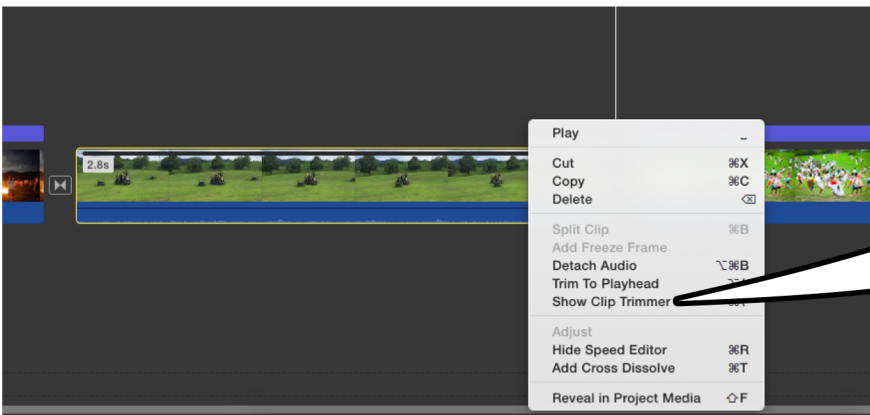 2.8s
Play ⌣
Cut ⌘X
Copy ⌘C
Delete ⌫
Split Clip ⌘B
Add Freeze Frame
Detach Audio ⌥⌘B
Trim To Playhead
Show Clip Trimmer
Adjust
Hide Speed Editor ⌘R
Add Cross Dissolve ⌘T
Reveal in Project Media ⇧F